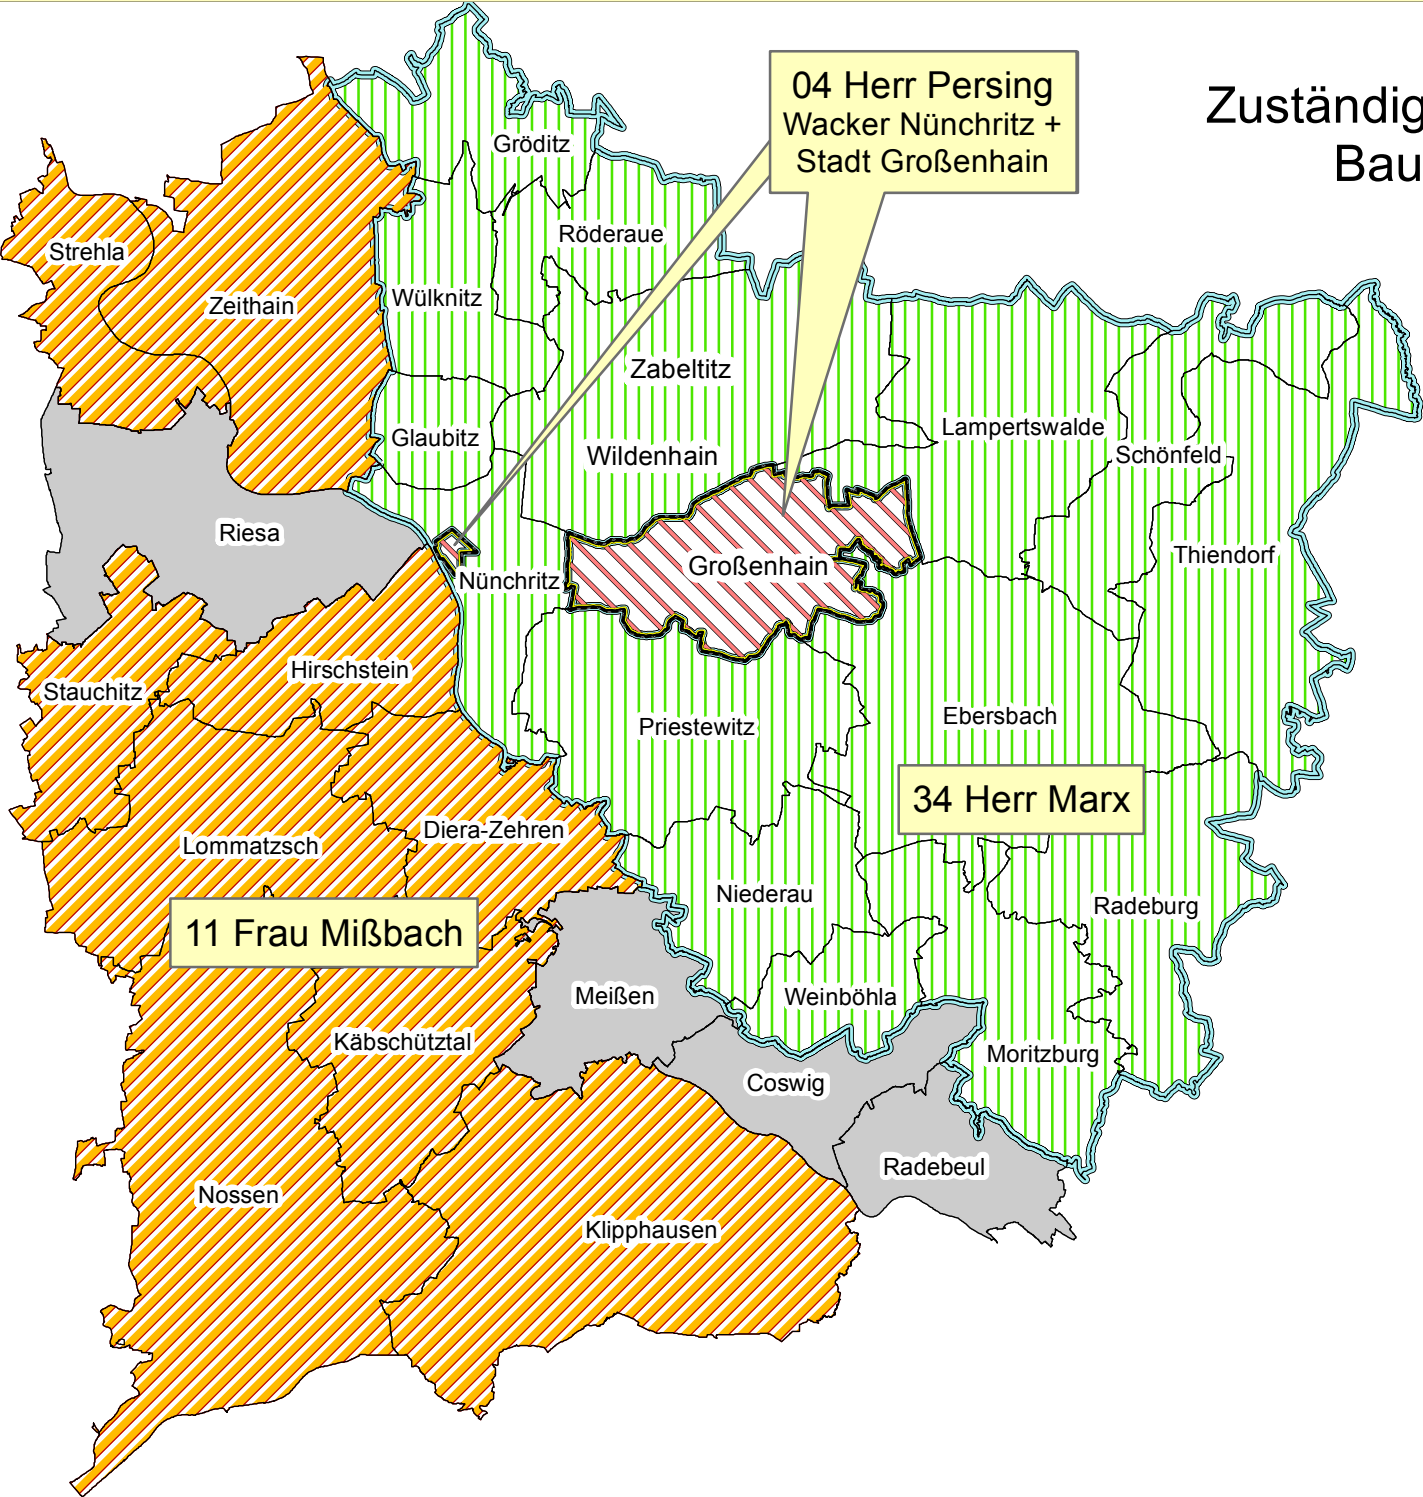 04 Herr Persing
Wacker Nünchritz +
Stadt Großenhain
Zuständig
Bau
Gröditz
Strehla
Röderaue
Zeithain
Wülknitz
Zabeltitz
Glaubitz
Lampertswalde
Wildenhain
Schönfeld
Riesa
Thiendorf
Großenhain
Nünchritz
Hirschstein
Stauchitz
Ebersbach
Priestewitz
34 Herr Marx
Diera-Zehren
Lommatzsch
Niederau
Radeburg
11 Frau Mißbach
Meißen
Weinböhla
Käbschütztal
Moritzburg
Coswig
Radebeul
Nossen
Klipphausen